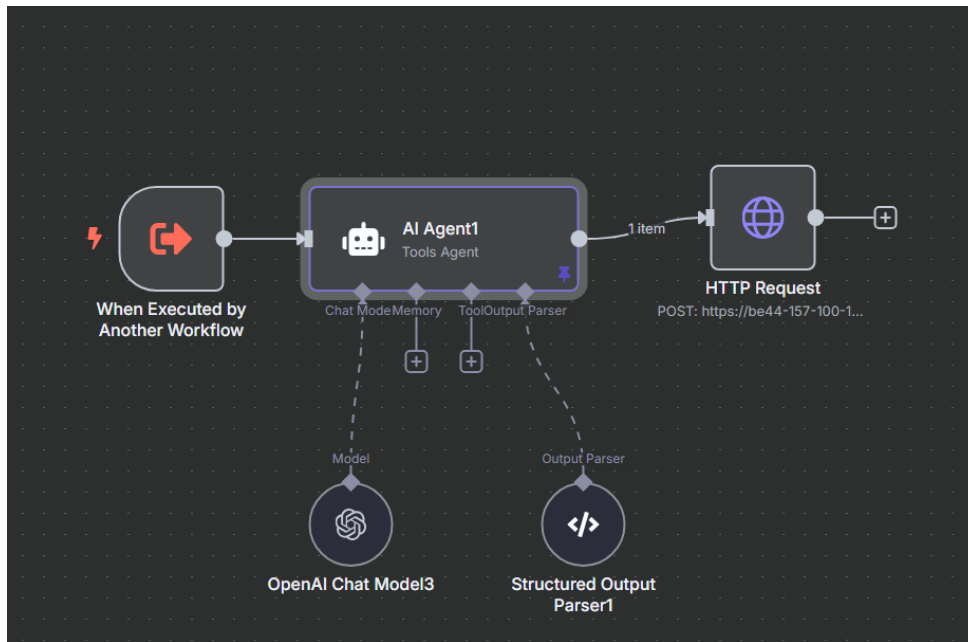 AI Agent1
Tools Agent
1 item
When Executed by
Another Workflow
Chat Mode
Memory
Tool
Output Parser
HTTP Request
POST: https://be44-157-100-1...
Model
Output Parser
OpenAI Chat Model3
Structured Output
Parser1